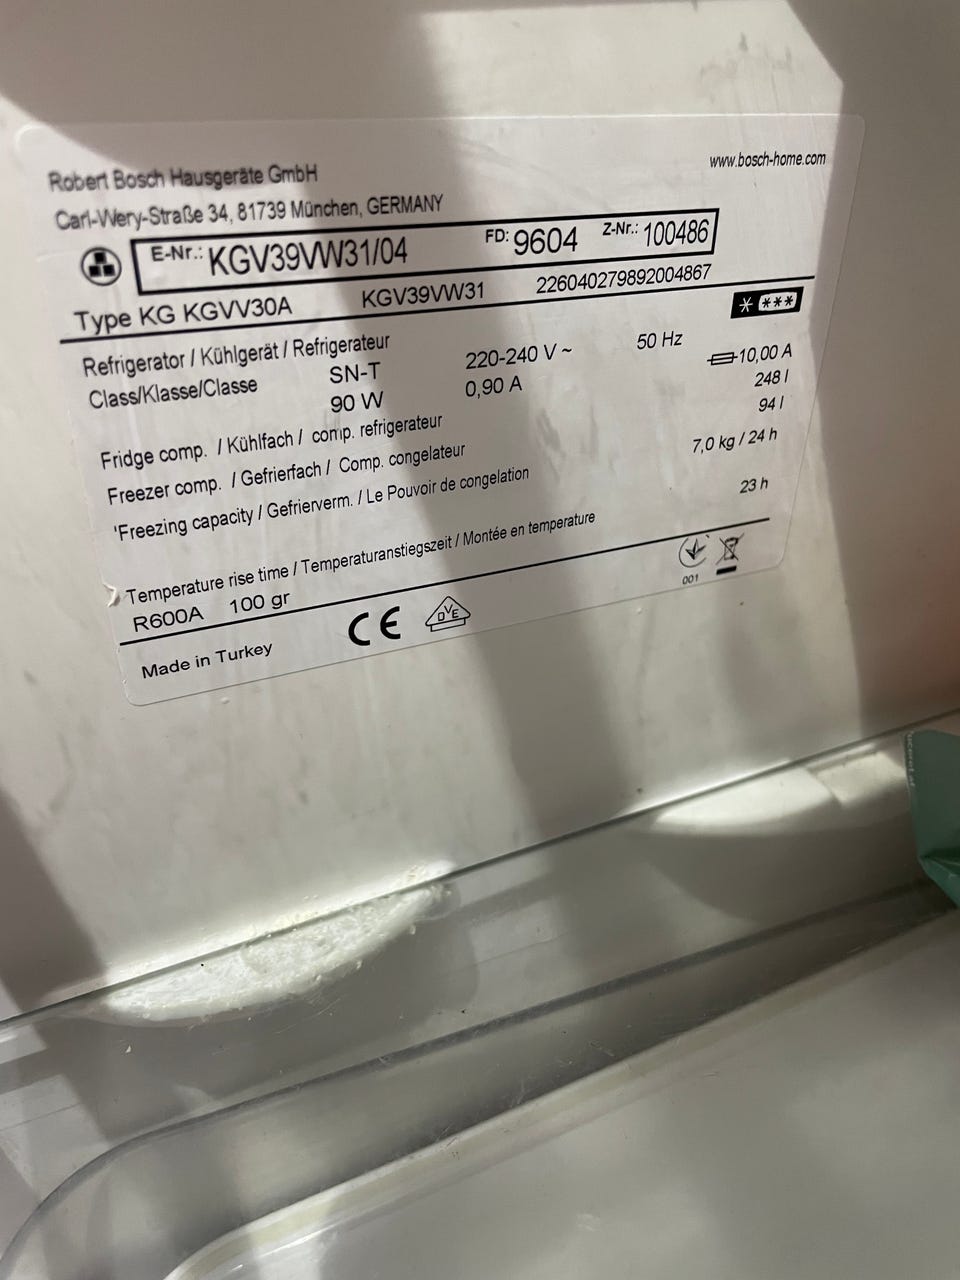 Robert Bosch Hausgeräte GmbH
www.bosch-home.com
Carl-Wery-Straße 34, 81739 München, GERMANY
E-Nr.: KGV39VW31/04 FD: 9604 Z-Nr.: 100486
Type KG KGVV30A KGV39VW31 226040279892004867
Refrigerator / Kühlgerät / Refrigerateur
Class/Klasse/Classe SN-T 220-240 V ~ 50 Hz 10,00 A
90 W 0,90 A 248 l
Fridge comp. / Kühlfach / comp. refrigerateur 94 l
Freezer comp. / Gefrierfach / Comp. congelateur 7,0 kg / 24 h
'Freezing capacity / Gefrierverm. / Le Pouvoir de congelation
23 h
Temperature rise time / Temperaturanstiegszeit / Montée en temperature
R600A 100 gr
001
CE DVE
Made in Turkey